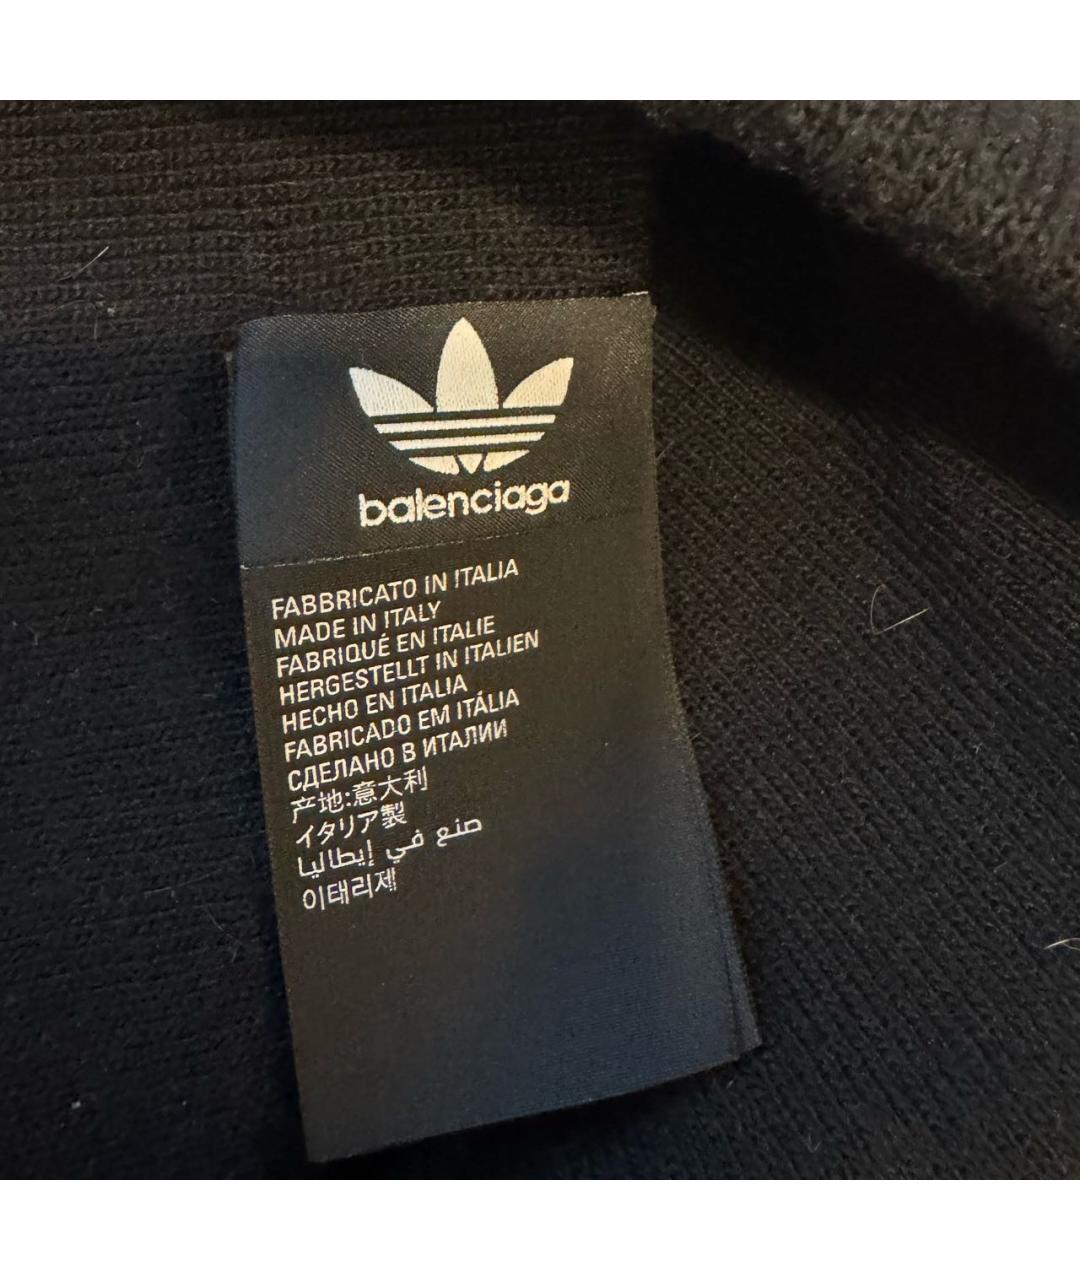 balenciaga
FABBRICATO IN ITALIA
MADE IN ITALY
FABRIQUÉ EN ITALIE
HERGESTELLT IN ITALIEN
HECHO EN ITALIA
FABRICADO EM ITÁLIA
СДЕЛАНО В ИТАЛИИ
产地:意大利
イタリア製
صنع في إيطاليا
이태리제